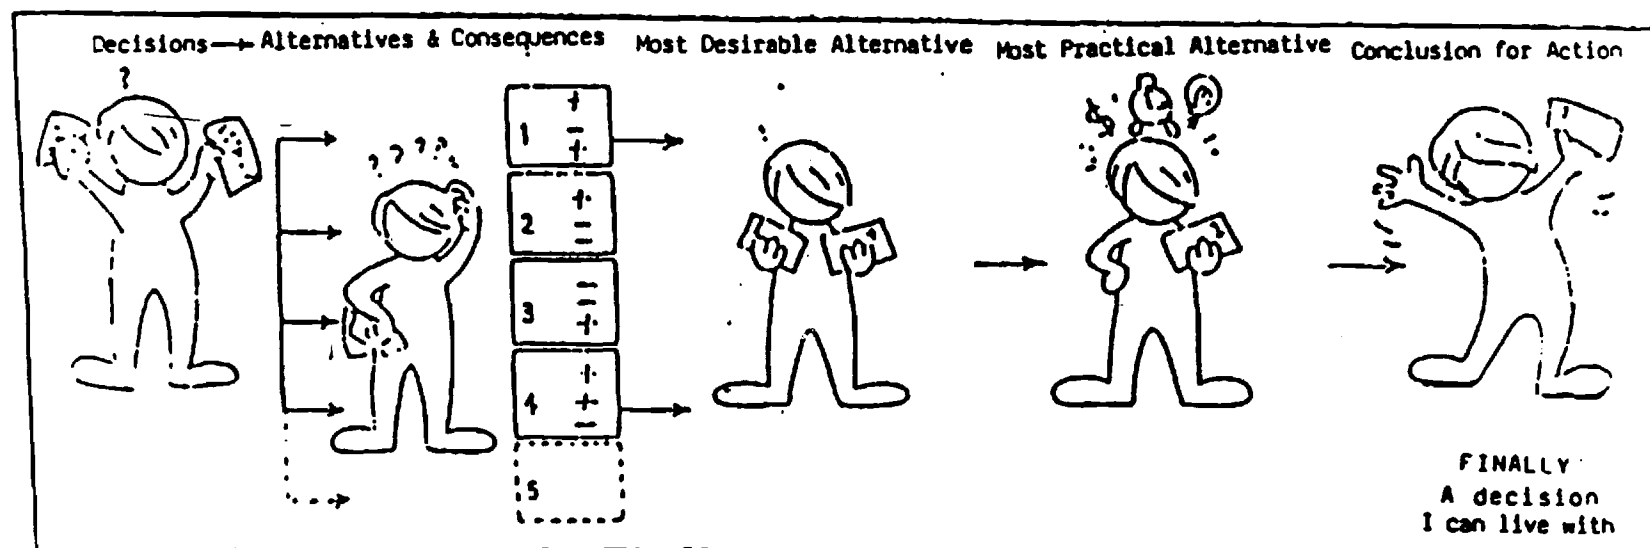 Decisions → Alternatives & Consequences
Most Desirable Alternative
Most Practical Alternative
Conclusion for Action
?
? ? ? ? ?
1 + - +
2 + - -
3 - - +
4 + + -
5
$
FINALLY
A decision
I can live with